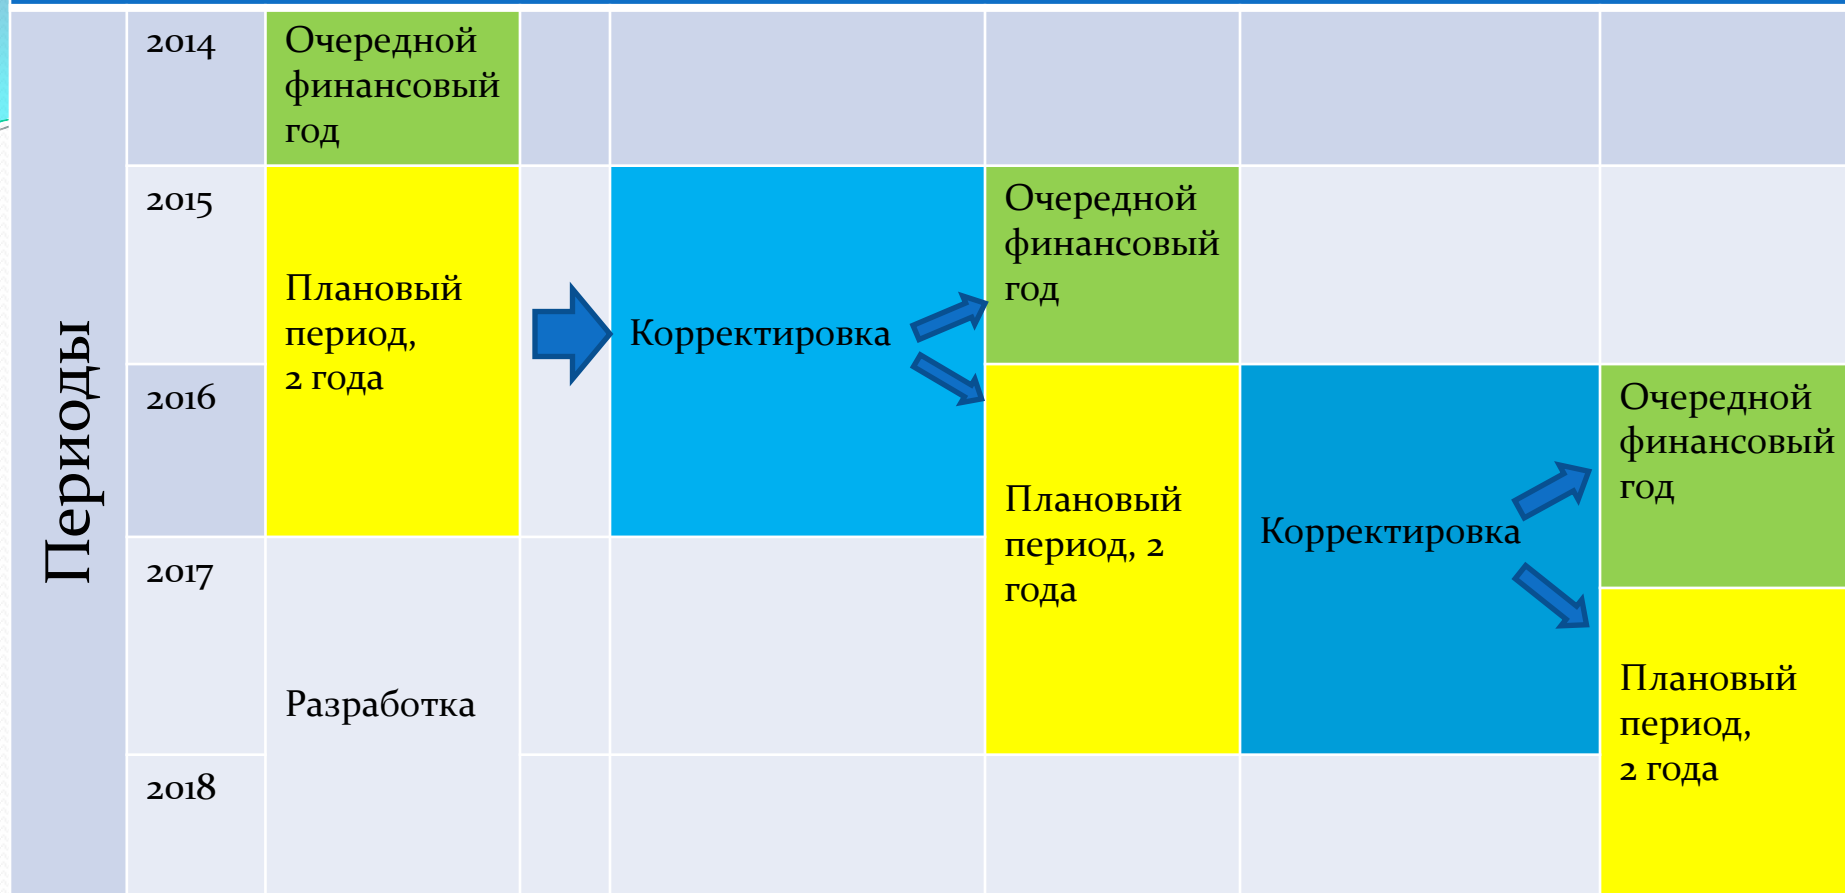 Периоды
2014
Очередной
финансовый
год
2015
Плановый
период,
2 года
Корректировка
Очередной
финансовый
год
2016
Плановый
период, 2
года
Корректировка
Очередной
финансовый
год
2017
Разработка
Плановый
период,
2 года
2018